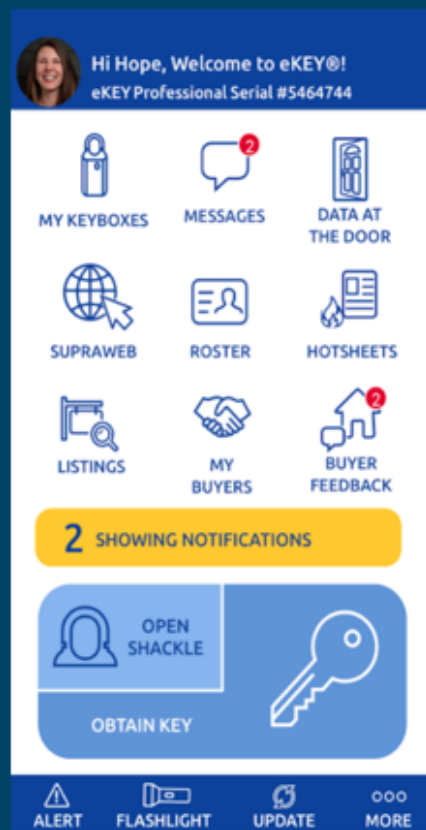 Hi Hope, Welcome to eKEY®!
eKEY Professional Serial #5464744
MY KEYBOXES
2
MESSAGES
DATA AT
THE DOOR
SUPRAWEB
ROSTER
HOTSHEETS
LISTINGS
MY
BUYERS
2
BUYER
FEEDBACK
2 SHOWING NOTIFICATIONS
OPEN
SHACKLE
OBTAIN KEY
ALERT FLASHLIGHT UPDATE MORE